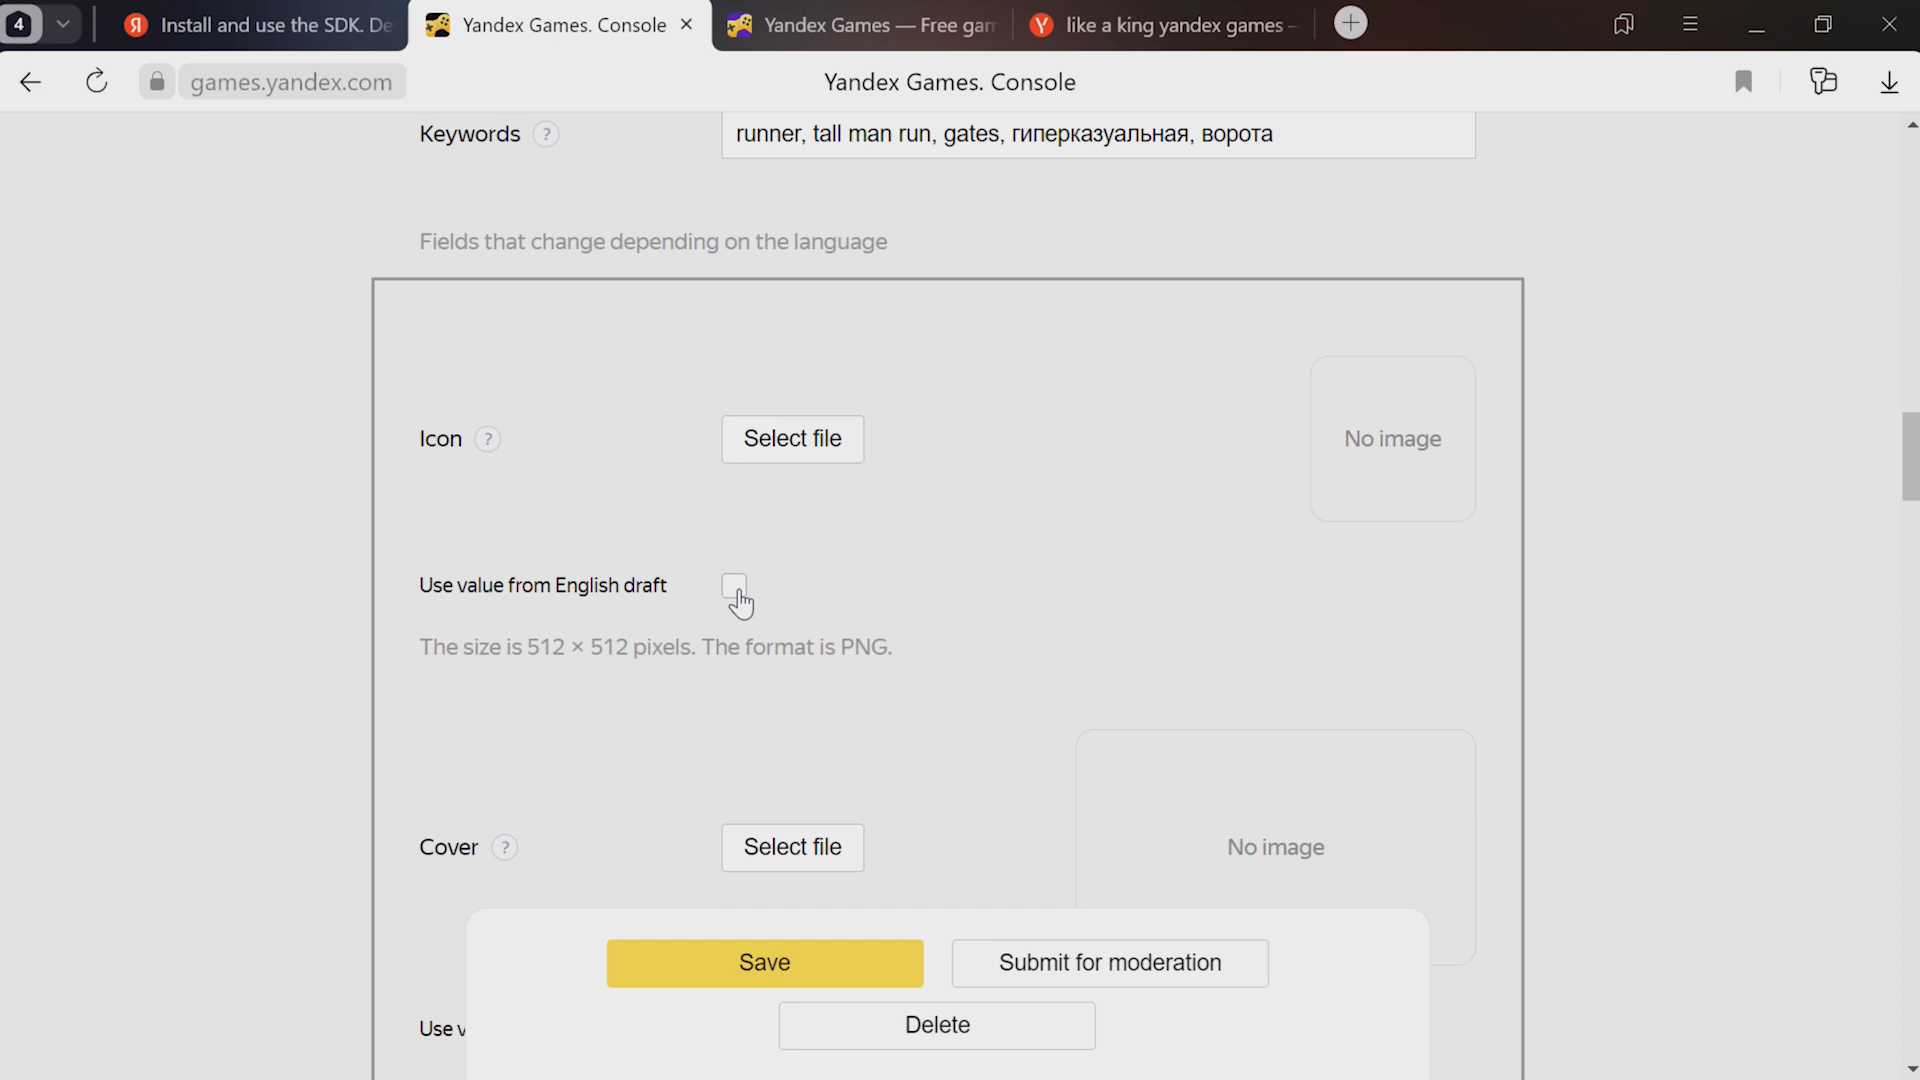 4
Install and use the SDK. De
Yandex Games. Console
Yandex Games — Free gam
like a king yandex games –
games.yandex.com
Yandex Games. Console
Keywords ?
runner, tall man run, gates, гиперказуальная, ворота
Fields that change depending on the language
Icon ?
Select file
No image
Use value from English draft
The size is 512 × 512 pixels. The format is PNG.
Cover ?
Select file
No image
Save
Submit for moderation
Use v
Delete